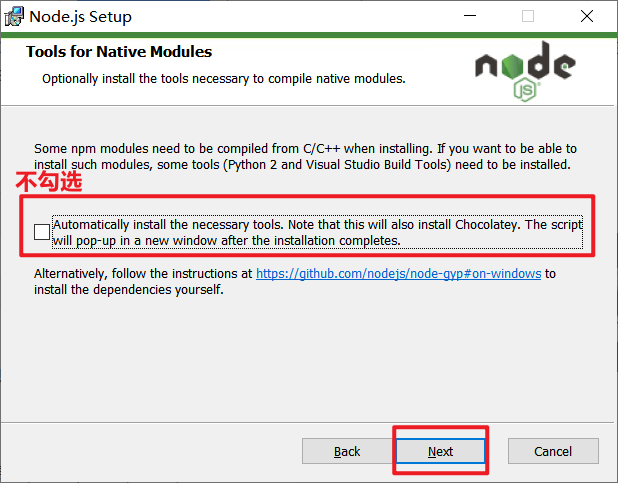 Node.js Setup
Tools for Native Modules
Optionally install the tools necessary to compile native modules.
node
JS
Some npm modules need to be compiled from C/C++ when installing. If you want to be able to
install such modules, some tools (Python 2 and Visual Studio Build Tools) need to be installed.
不勾选
Automatically install the necessary tools. Note that this will also install Chocolatey. The script
will pop-up in a new window after the installation completes.
Alternatively, follow the instructions at https://github.com/nodejs/node-gyp#on-windows to
install the dependencies yourself.
Back
Next
Cancel